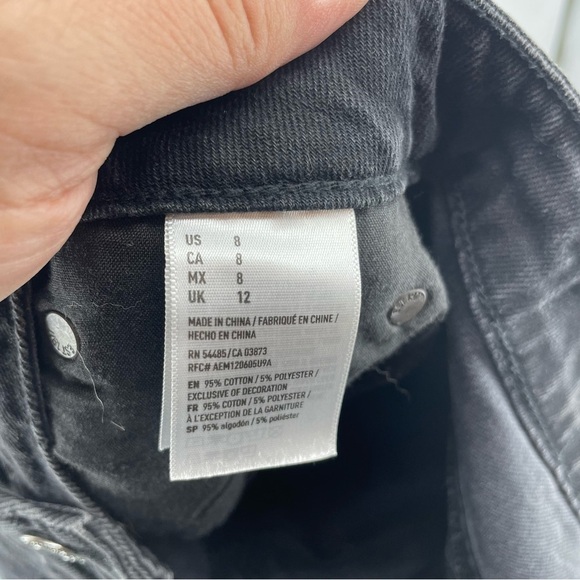 US 8
CA 8
MX 8
UK 12
MADE IN CHINA / FABRIQUÉ EN CHINE /
HECHO EN CHINA
RN 54485/CA 03873
RFC# AEM120605U9A
EN 95% COTTON / 5% POLYESTER/
EXCLUSIVE OF DECORATION
FR 95% COTON / 5% POLYESTER/
À L'EXCEPTION DE LA GARNITURE
SP 95% algodón / 5% poliéster